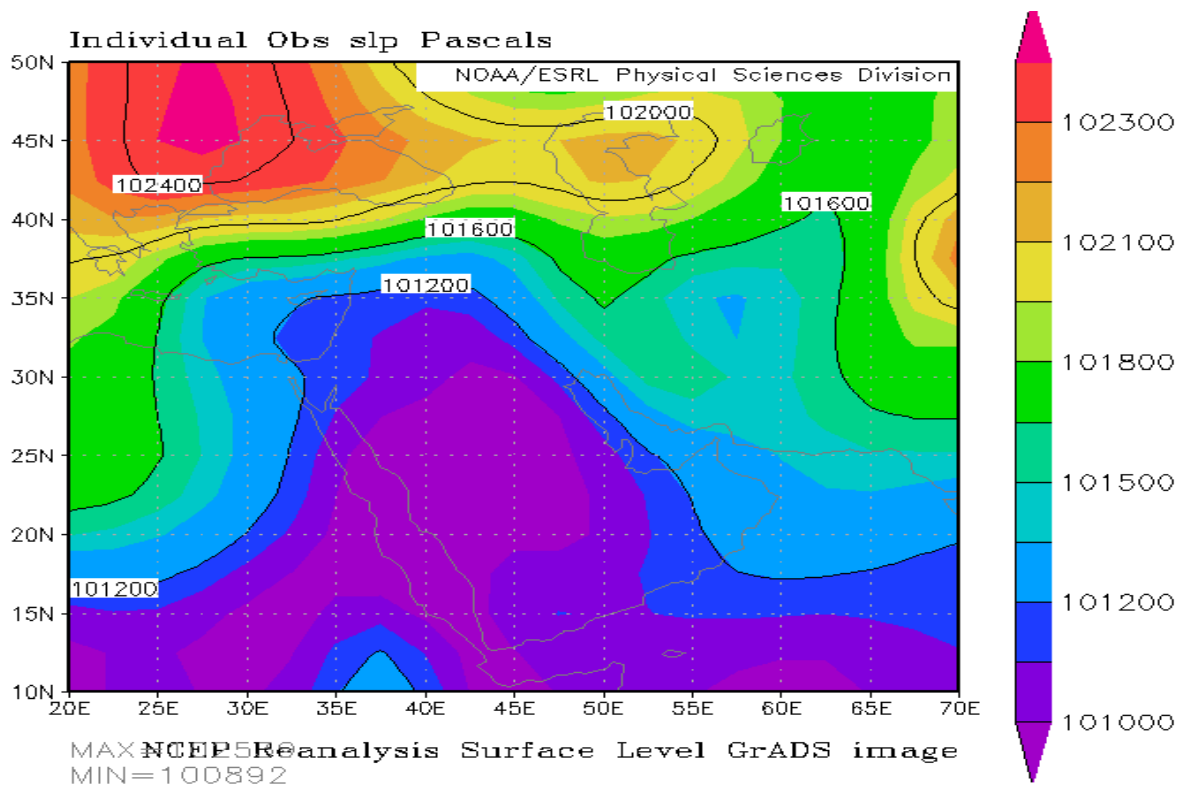 Individual Obs slp Pascals
NOAA/ESRL Physical Sciences Division
50N
45N
40N
35N
30N
25N
20N
15N
10N
102000
102400
101600
101600
101200
101200
20E 25E 30E 35E 40E 45E 50E 55E 60E 65E 70E
102300
102100
101800
101500
101200
101000
NCEP Reanalysis Surface Level GrADS image
MIN=100892